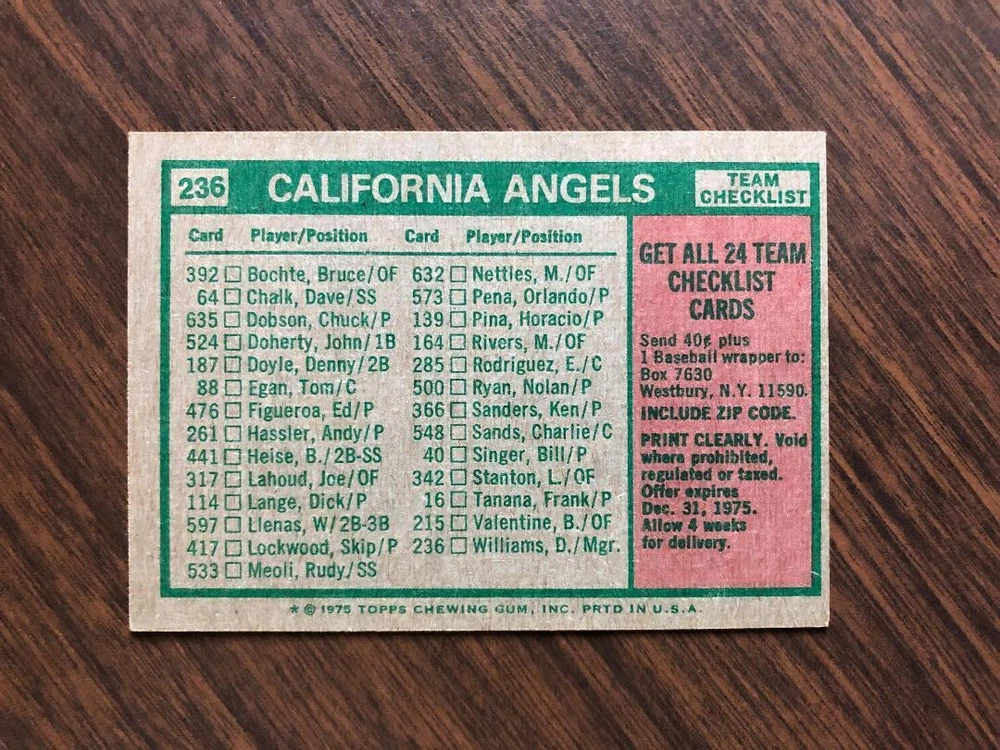 236 CALIFORNIA ANGELS TEAM CHECKLIST
Card Player/Position Card Player/Position
392 Bochte, Bruce/OF
64 Chalk, Dave/SS
635 Dobson, Chuck/P
524 Doherty, John/1B
187 Doyle, Denny/2B
88 Egan, Tom/C
476 Figueroa, Ed/P
261 Hassler, Andy/P
441 Heise, B./2B-SS
317 Lahoud, Joe/OF
114 Lange, Dick/P
597 Llenas, W/2B-3B
417 Lockwood, Skip/P
533 Meoli, Rudy/SS
632 Nettles, M./OF
573 Pena, Orlando/P
139 Pina, Horacio/P
164 Rivers, M./OF
285 Rodriguez, E./C
500 Ryan, Nolan/P
366 Sanders, Ken/P
548 Sands, Charlie/C
40 Singer, Bill/P
342 Stanton, L./OF
16 Tanana, Frank/P
215 Valentine, B./OF
236 Williams, D./Mgr.
GET ALL 24 TEAM
CHECKLIST
CARDS
Send 40¢ plus
1 Baseball wrapper to:
Box 7630
Westbury, N.Y. 11590.
INCLUDE ZIP CODE.
PRINT CLEARLY. Void
where prohibited,
regulated or taxed.
Offer expires
Dec. 31, 1975.
Allow 4 weeks
for delivery.
* © 1975 TOPPS CHEWING GUM, INC. PRTD IN U.S.A.